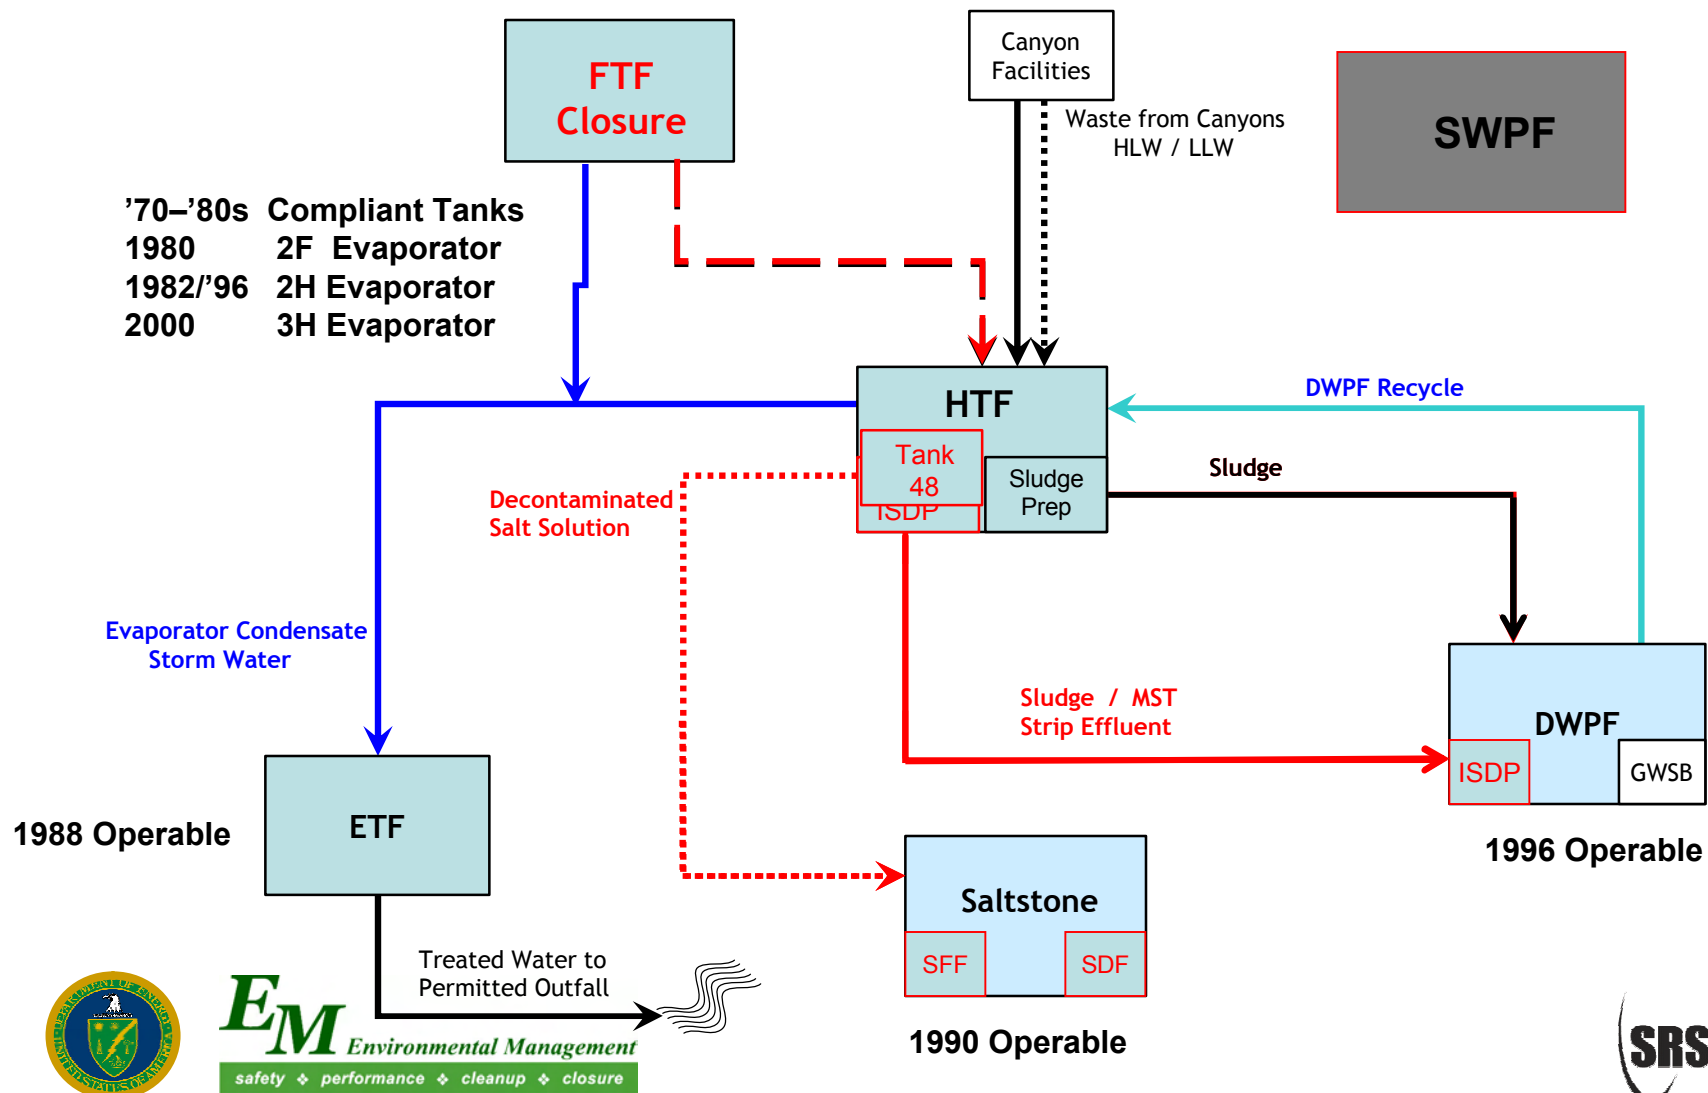 FTF
Closure
Canyon
Facilities
Waste from Canyons
HLW / LLW
SWPF
’70–’80s Compliant Tanks
1980 2F Evaporator
1982/’96 2H Evaporator
2000 3H Evaporator
HTF
Tank
48
ISDP
Sludge
Prep
DWPF Recycle
Sludge
Decontaminated
Salt Solution
Evaporator Condensate
Storm Water
Sludge / MST
Strip Effluent
DWPF
ISDP
GWSB
1996 Operable
1988 Operable
ETF
Saltstone
SFF
SDF
1990 Operable
Treated Water to
Permitted Outfall
EM Environmental Management
safety ❖ performance ❖ cleanup ❖ closure
SRS